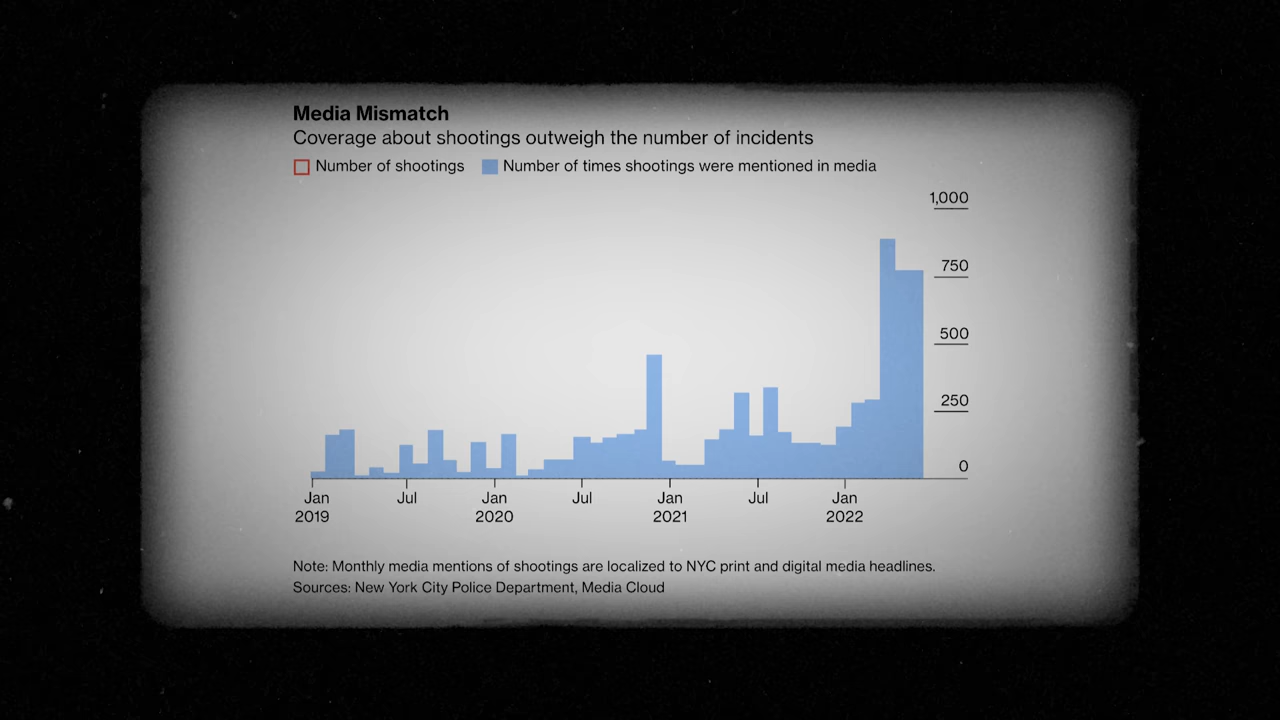 Media Mismatch
Coverage about shootings outweigh the number of incidents
Number of shootings Number of times shootings were mentioned in media
1,000
750
500
250
0
Jan Jul Jan Jul Jan Jul Jan
2019 2020 2021 2022
Note: Monthly media mentions of shootings are localized to NYC print and digital media headlines.
Sources: New York City Police Department, Media Cloud